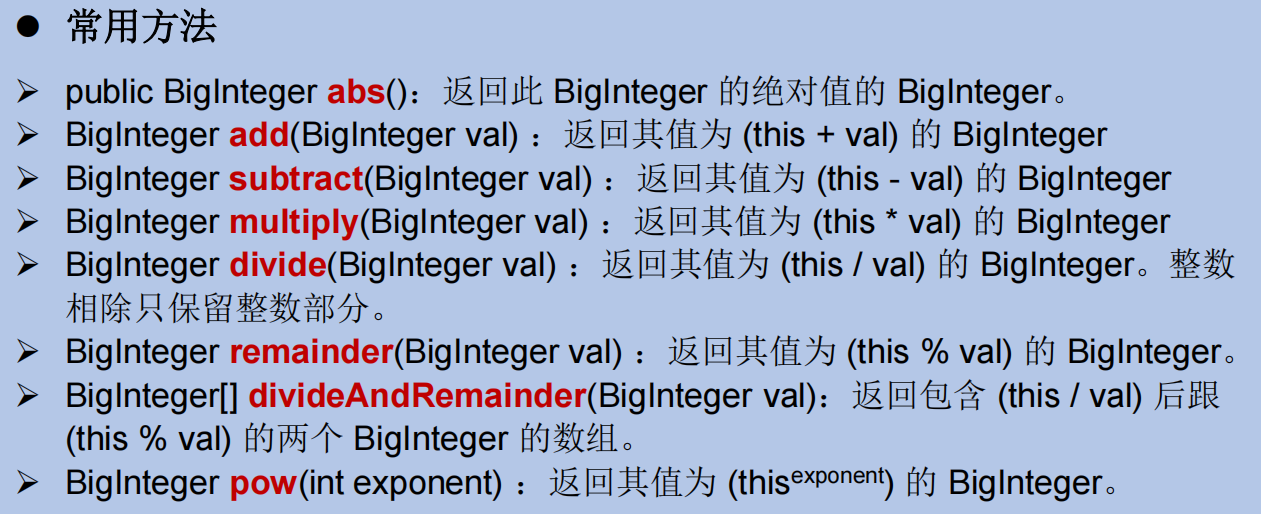 ● 常用方法
➢ public BigInteger abs()：返回此 BigInteger 的绝对值的 BigInteger。
➢ BigInteger add(BigInteger val) ：返回其值为 (this + val) 的 BigInteger
➢ BigInteger subtract(BigInteger val) ：返回其值为 (this - val) 的 BigInteger
➢ BigInteger multiply(BigInteger val) ：返回其值为 (this * val) 的 BigInteger
➢ BigInteger divide(BigInteger val) ：返回其值为 (this / val) 的 BigInteger。整数
相除只保留整数部分。
➢ BigInteger remainder(BigInteger val) ：返回其值为 (this % val) 的 BigInteger。
➢ BigInteger[] divideAndRemainder(BigInteger val)：返回包含 (this / val) 后跟
(this % val) 的两个 BigInteger 的数组。
➢ BigInteger pow(int exponent) ：返回其值为 (thisexponent) 的 BigInteger。